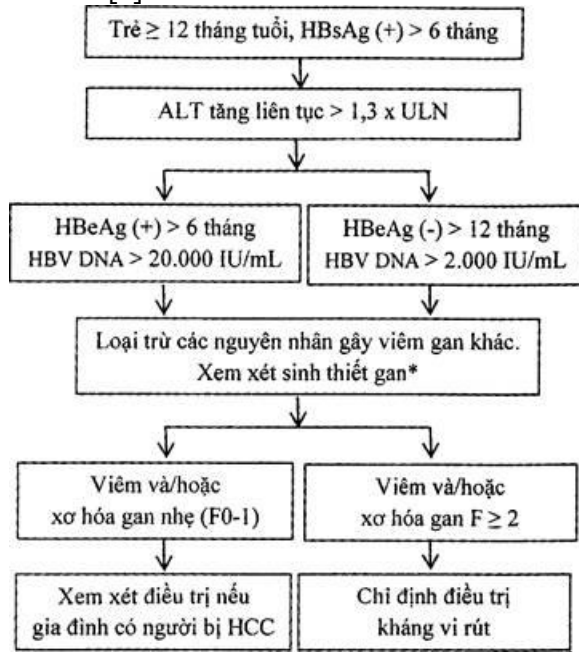 Trẻ ≥ 12 tháng tuổi, HBsAg (+) > 6 tháng
ALT tăng liên tục > 1,3 x ULN
HBeAg (+) > 6 tháng
HBV DNA > 20.000 IU/mL
HBeAg (-) > 12 tháng
HBV DNA > 2.000 IU/mL
Loại trừ các nguyên nhân gây viêm gan khác.
Xem xét sinh thiết gan*
Viêm và/hoặc
xơ hóa gan nhẹ (F0-1)
Viêm và/hoặc
xơ hóa gan F ≥ 2
Xem xét điều trị nếu
gia đình có người bị HCC
Chỉ định điều trị
kháng vi rút